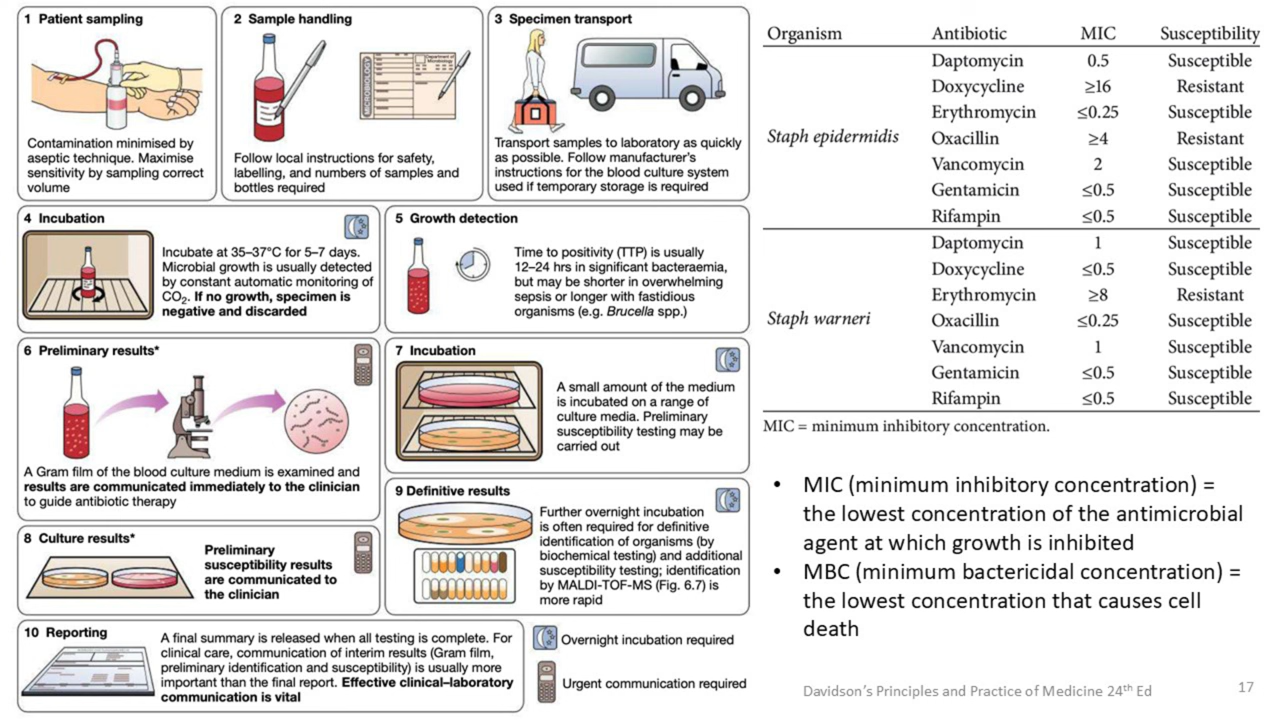 1 Patient sampling
Contamination minimised by
aseptic technique. Maximise
sensitivity by sampling correct
volume
2 Sample handling
MICROBIOLOGY
Department of
Microbiology
Follow local instructions for safety,
labelling, and numbers of samples and
bottles required
3 Specimen transport
Transport samples to laboratory as quickly
as possible. Follow manufacturer's
instructions for the blood culture system
used if temporary storage is required
4 Incubation
Incubate at 35–37°C for 5–7 days.
Microbial growth is usually detected
by constant automatic monitoring of
CO₂. If no growth, specimen is
negative and discarded
5 Growth detection
Time to positivity (TTP) is usually
12–24 hrs in significant bacteraemia,
but may be shorter in overwhelming
sepsis or longer with fastidious
organisms (e.g. Brucella spp.)
6 Preliminary results*
A Gram film of the blood culture medium is examined and
results are communicated immediately to the clinician
to guide antibiotic therapy
7 Incubation
A small amount of the medium
is incubated on a range of
culture media. Preliminary
susceptibility testing may be
carried out
8 Culture results*
Preliminary
susceptibility results
are communicated to
the clinician
9 Definitive results
Further overnight incubation
is often required for definitive
identification of organisms (by
biochemical testing) and additional
susceptibility testing; identification
by MALDI-TOF-MS (Fig. 6.7) is
more rapid
10 Reporting
A final summary is released when all testing is complete. For
clinical care, communication of interim results (Gram film,
preliminary identification and susceptibility) is usually more
important than the final report. Effective clinical–laboratory
communication is vital
Overnight incubation required
Urgent communication required
Organism Antibiotic MIC Susceptibility
Daptomycin 0.5 Susceptible
Doxycycline ≥16 Resistant
Erythromycin ≤0.25 Susceptible
Staph epidermidis Oxacillin ≥4 Resistant
Vancomycin 2 Susceptible
Gentamicin ≤0.5 Susceptible
Rifampin ≤0.5 Susceptible
Daptomycin 1 Susceptible
Doxycycline ≤0.5 Susceptible
Erythromycin ≥8 Resistant
Staph warneri Oxacillin ≤0.25 Susceptible
Vancomycin 1 Susceptible
Gentamicin ≤0.5 Susceptible
Rifampin ≤0.5 Susceptible
MIC = minimum inhibitory concentration.
• MIC (minimum inhibitory concentration) =
the lowest concentration of the antimicrobial
agent at which growth is inhibited
• MBC (minimum bactericidal concentration) =
the lowest concentration that causes cell
death
Davidson's Principles and Practice of Medicine 24th Ed
17